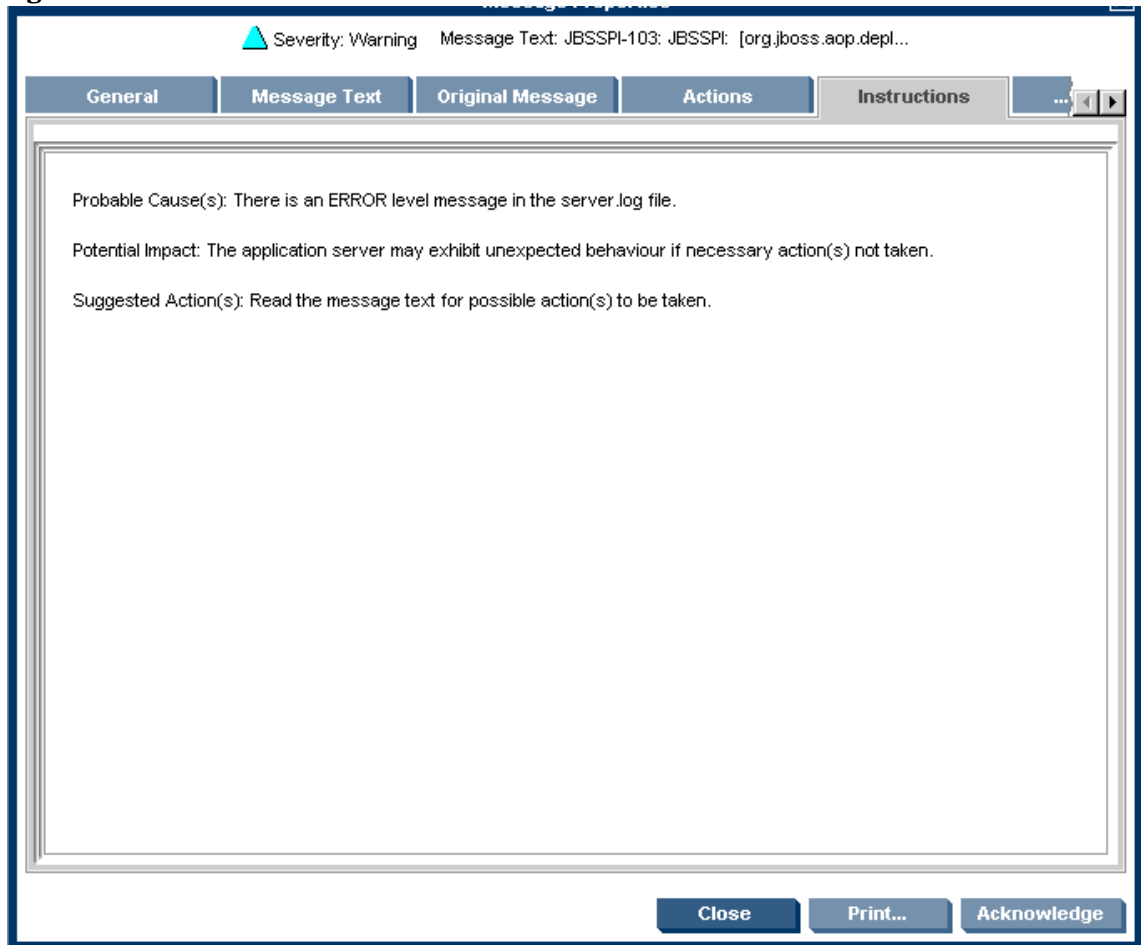 Severity: Warning Message Text: JBSSPI-103: JBSSPI: [org.jboss.aop.depl...
General Message Text Original Message Actions Instructions ...
Probable Cause(s): There is an ERROR level message in the server.log file.
Potential Impact: The application server may exhibit unexpected behaviour if necessary action(s) not taken.
Suggested Action(s): Read the message text for possible action(s) to be taken.
Close Print... Acknowledge